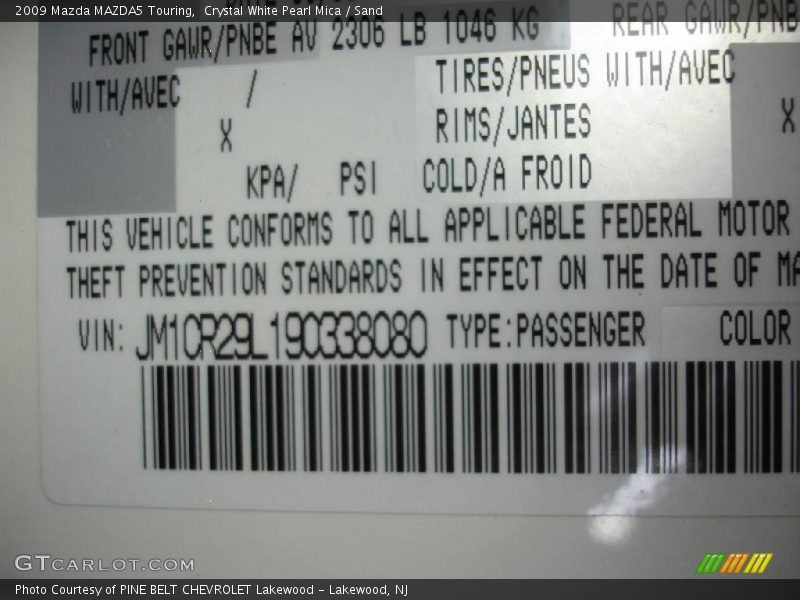 2009 Mazda MAZDA5 Touring,  Crystal White Pearl Mica / Sand
FRONT GAWR/PNBE AV 2306 LB 1046 KG REAR GAWR/PNB
WITH/AVEC / TIRES/PNEUS WITH/AVEC
X RIMS/JANTES X
KPA/ PSI COLD/A FROID
THIS VEHICLE CONFORMS TO ALL APPLICABLE FEDERAL MOTOR
THEFT PREVENTION STANDARDS IN EFFECT ON THE DATE OF MA
VIN: JM1CR29L190338080 TYPE:PASSENGER COLOR
GTCARLOT.COM
Photo Courtesy of PINE BELT CHEVROLET Lakewood - Lakewood, NJ